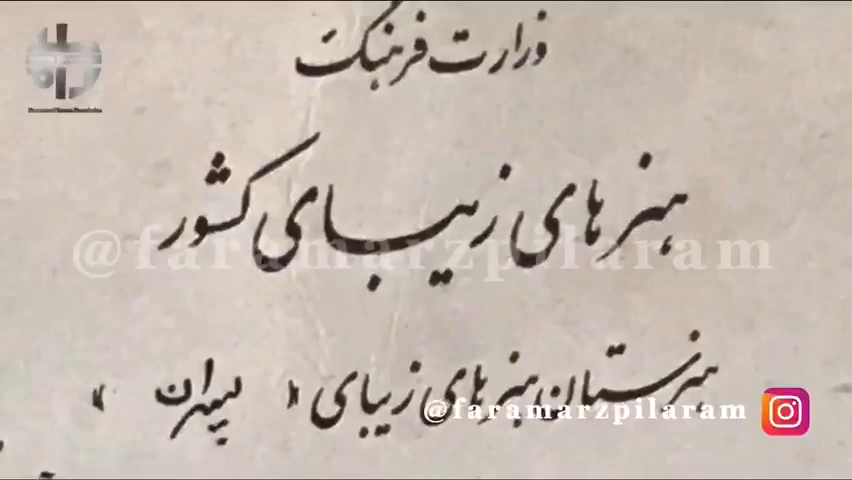 وزارت فرهنگ
هنرهای زیبای کشور
@faramarzpilaram
هنرستان هنرهای زیبای « پسران »
@faramarzpilaram